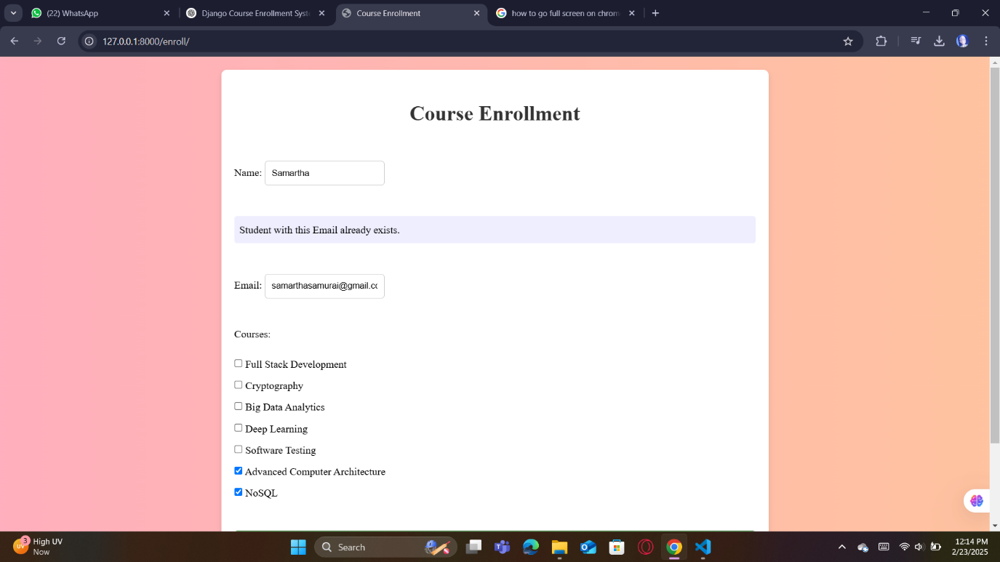 (22) WhatsApp
Django Course Enrollment Syst
Course Enrollment
how to go full screen on chrom
127.0.0.1:8000/enroll/
Course Enrollment
Name: Samartha
Student with this Email already exists.
Email: samarthasamurai@gmail.co
Courses:
Full Stack Development
Cryptography
Big Data Analytics
Deep Learning
Software Testing
Advanced Computer Architecture
NoSQL
UV
3
High UV
Now
Search
12:14 PM
2/23/2025